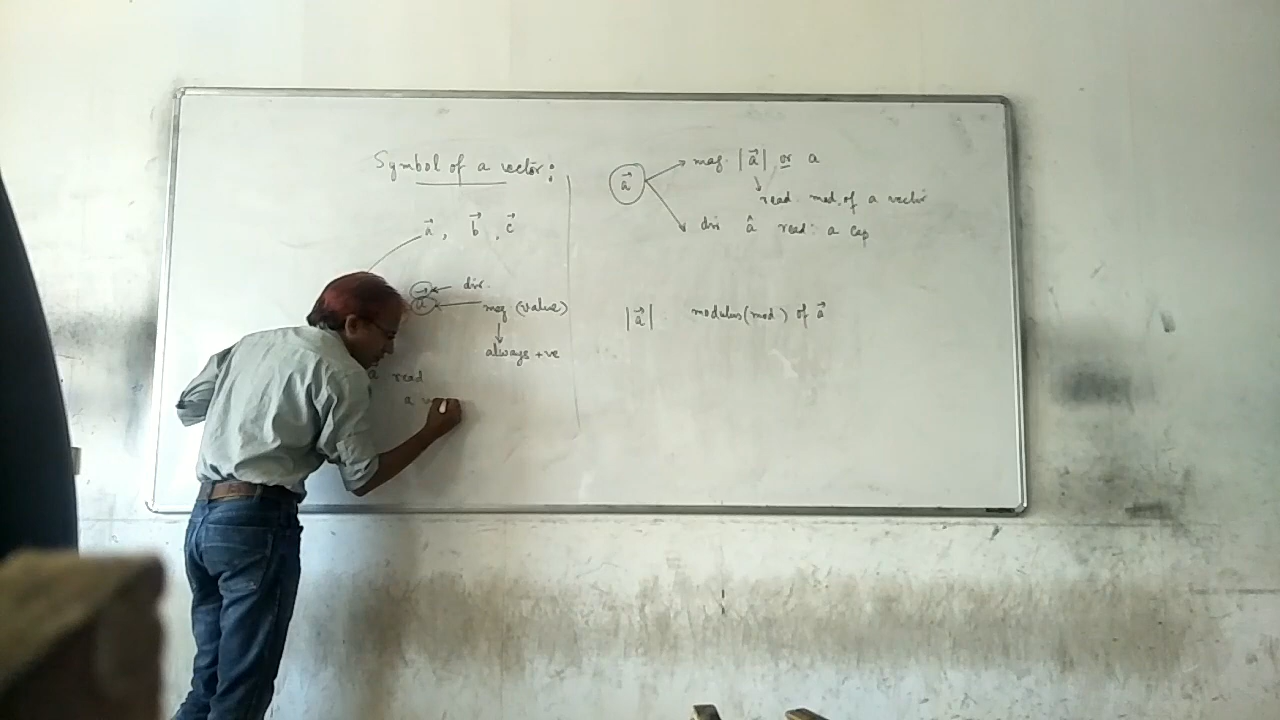 Symbol of a vector:
a⃗, b⃗, c⃗
→ dir.
a mag (value)
always +ve
a read
a
a⃗ mag. |a⃗| or a
read. mod. of a vector
dir â read: a cap
|a⃗| modulus (mod) of a⃗